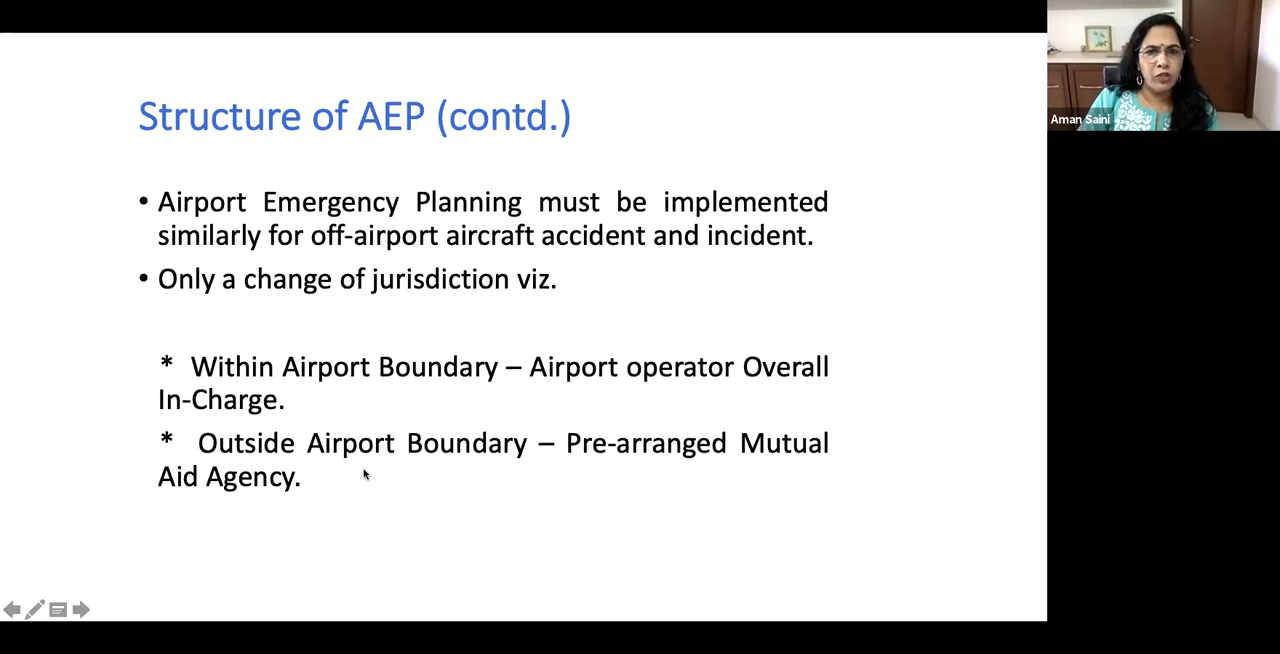 Structure of AEP (contd.)
• Airport Emergency Planning must be implemented
similarly for off-airport aircraft accident and incident.
• Only a change of jurisdiction viz.
* Within Airport Boundary – Airport operator Overall
In-Charge.
* Outside Airport Boundary – Pre-arranged Mutual
Aid Agency.
Aman Saini